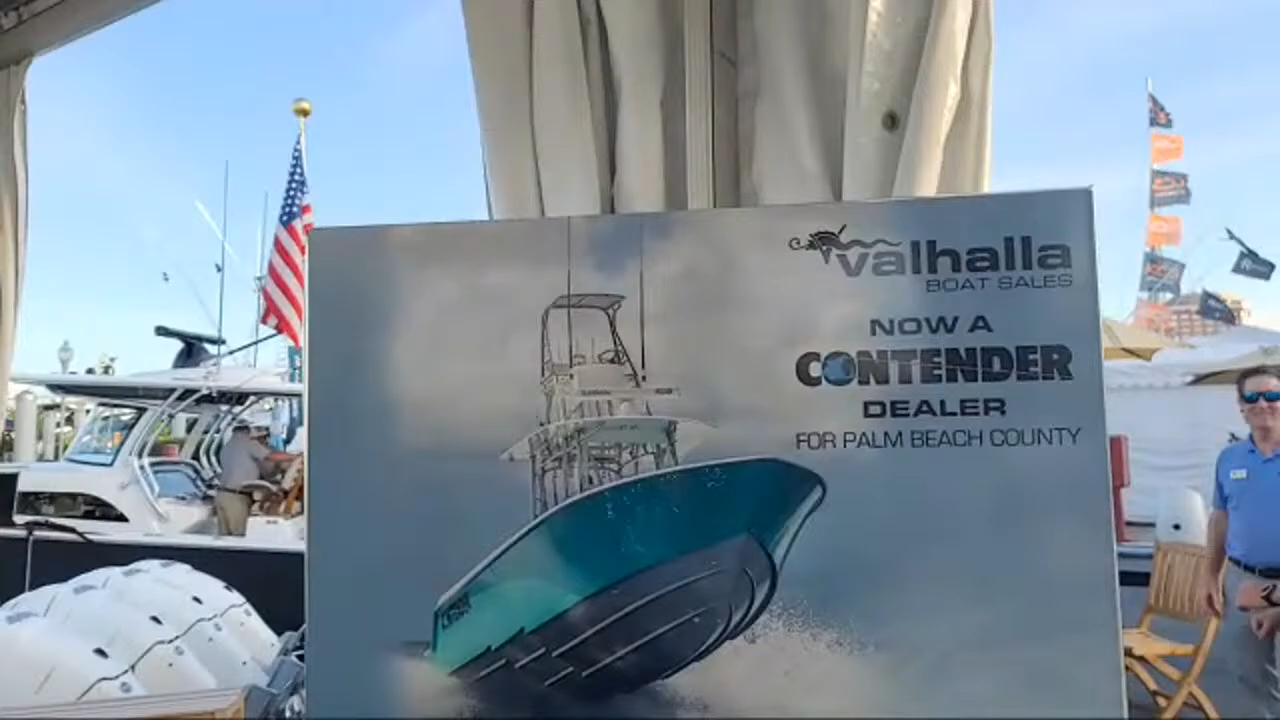 valhalla
BOAT SALES
NOW A
CONTENDER
DEALER
FOR PALM BEACH COUNTY